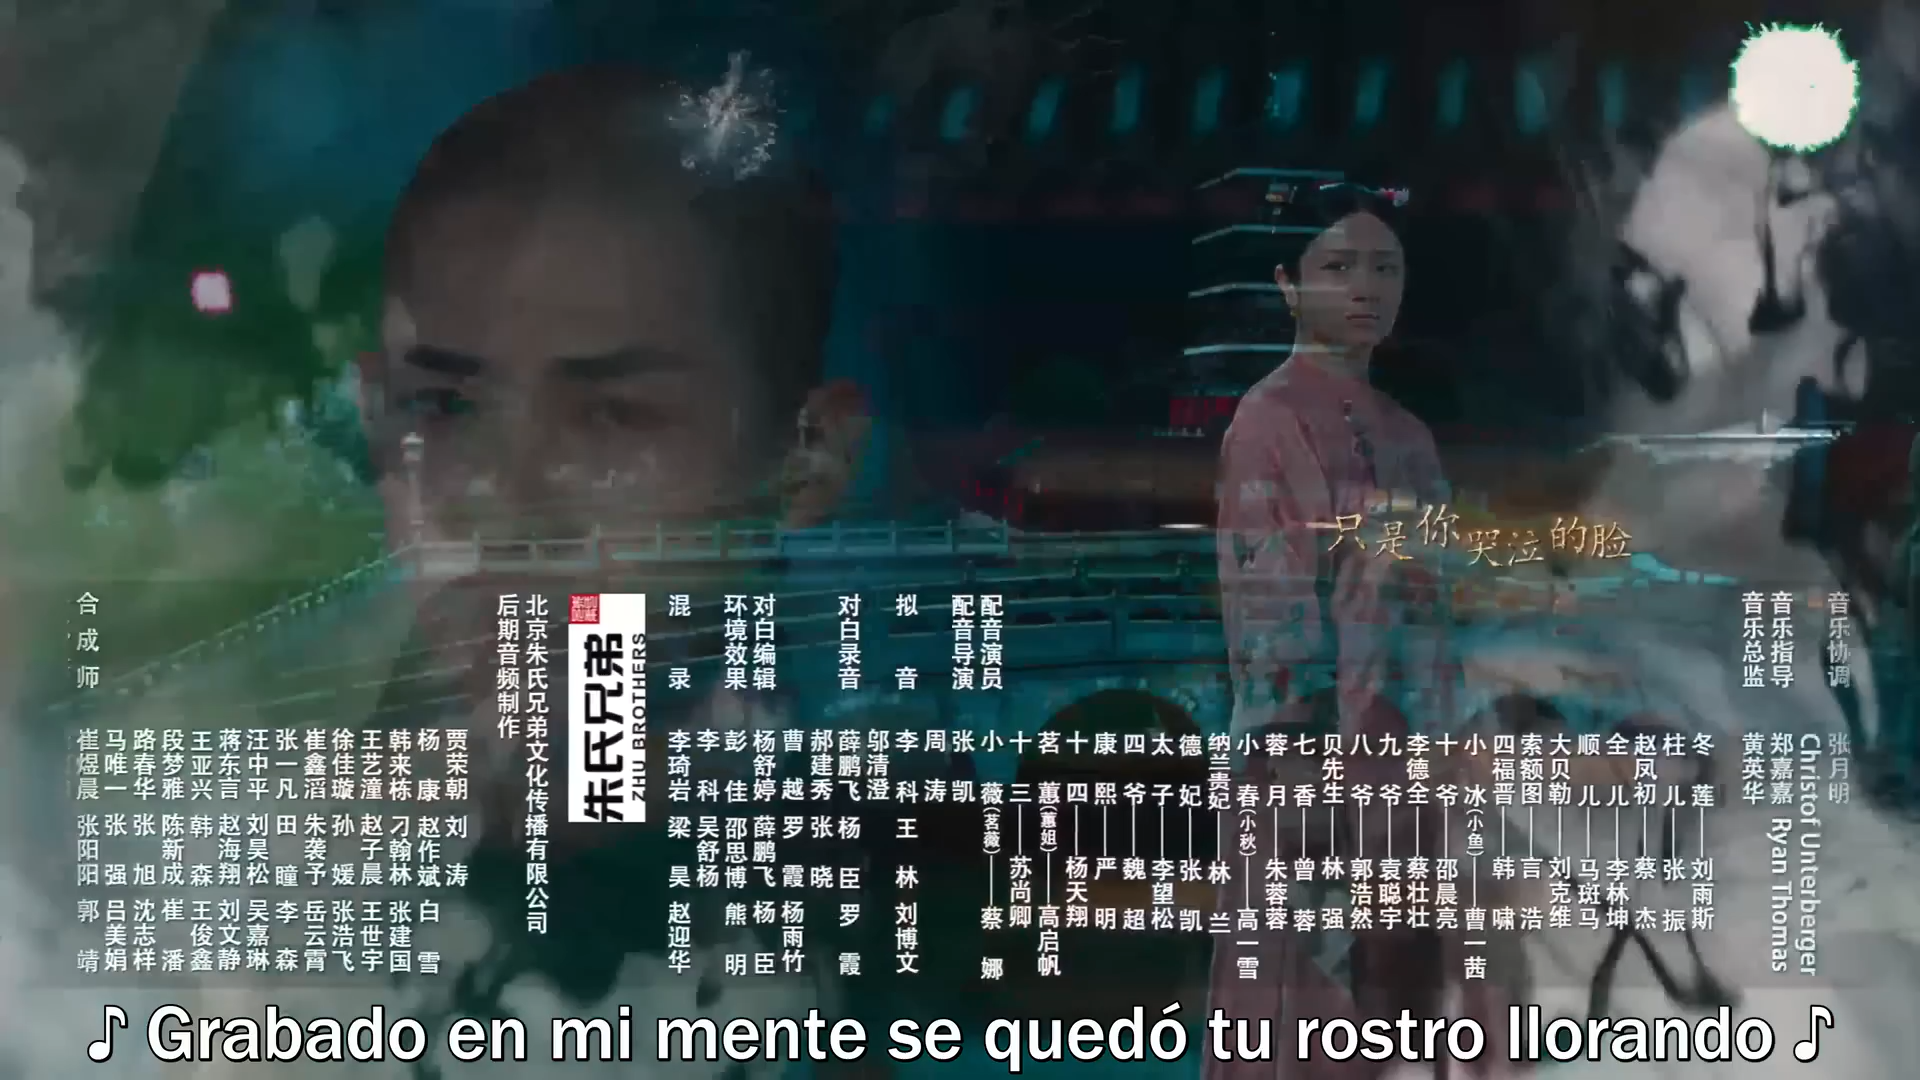 只是你哭泣的脸
音乐协调 张月明
Christof Unterberger
音乐指导 郑嘉嘉 Ryan Thomas
音乐总监 黄英华
配音演员
冬莲 刘雨斯
柱儿 张振
赵凤初 蔡杰
全儿 李林坤
顺儿 马斑马
大贝勒 刘克维
索额图 言浩
四福晋 韩啸
小冰(小鱼) 曹一茜
十爷 邵晨亮
李德全 蔡壮壮
九爷 袁聪宇
八爷 郭浩然
贝先生 林强
七香 曾蓉
蓉月 朱蓉蓉
小春(小秋) 高一雪
纳兰贵妃 林兰
德妃 张凯
太子 李望松
四爷 魏超
康熙 严明
十四 杨天翔
茗蕙(蕙姐) 高启帆
十三 苏尚卿
小薇(茗薇) 蔡娜
配音导演 张凯
周涛
拟音 李科 王林 刘博文
邬清澄
对白录音 薛鹏飞 杨臣 罗霞
郝建秀 张晓
曹越 罗霞 杨雨竹
对白编辑 杨舒婷 薛鹏飞 杨臣
环境效果 彭佳 邵思博 熊明
李科 吴舒杨
混录 李琦岩 梁昊 赵迎华
朱氏兄弟
ZHU BROTHERS
北京朱氏兄弟文化传播有限公司
后期音频制作
贾荣朝 刘涛
杨康 赵作斌 白雪
韩来栋 刁翰林 张建国
王艺潼 赵子晨 王世宇
徐佳璇 孙媛 张浩飞
崔鑫滔 朱袭予 岳云霄
张一凡 田瞳 李森
汪中平 刘昊松 吴嘉琳
蒋东言 赵海翔 刘文静
王亚兴 韩森 王俊鑫
段梦雅 陈新成 崔潘
路春华 张旭 沈志样
马唯一 张强 吕美娟
合成师 崔煜晨 张阳阳 郭靖
♪ Grabado en mi mente se quedó tu rostro llorando ♪